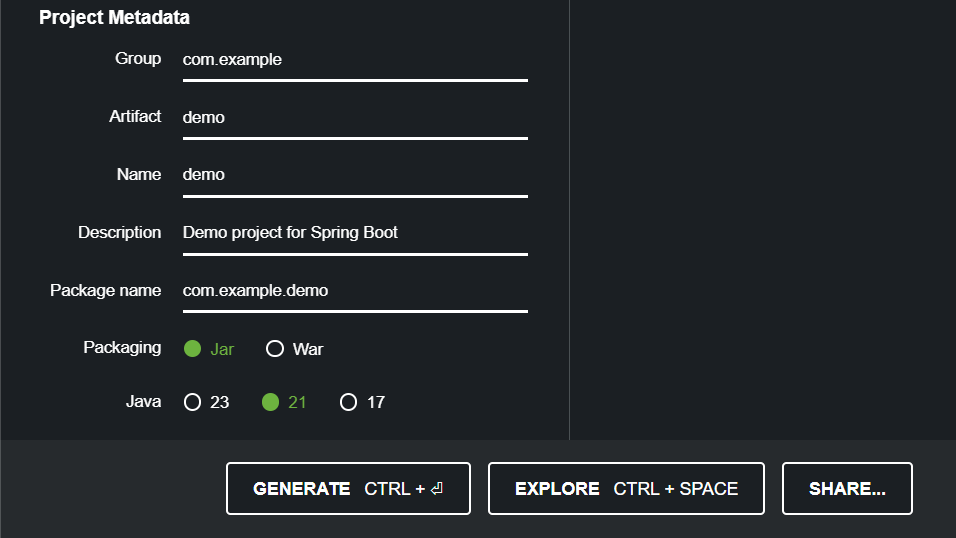 Project Metadata
Group com.example
Artifact demo
Name demo
Description Demo project for Spring Boot
Package name com.example.demo
Packaging Jar War
Java 23 21 17
GENERATE CTRL + ⏎ EXPLORE CTRL + SPACE SHARE...